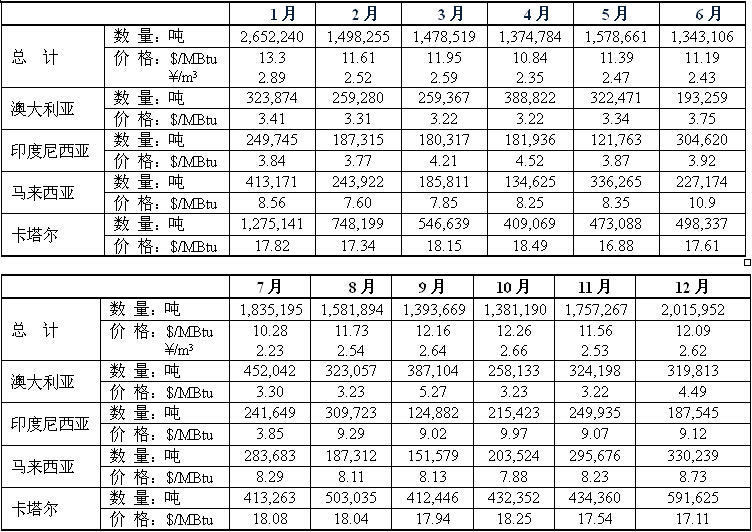 1月 2月 3月 4月 5月 6月
总 计 数 量：吨 2,652,240 1,498,255 1,478,519 1,374,784 1,578,661 1,343,106
价 格：$/MBtu 13.3 11.61 11.95 10.84 11.39 11.19
¥/m³ 2.89 2.52 2.59 2.35 2.47 2.43
澳大利亚 数 量：吨 323,874 259,280 259,367 388,822 322,471 193,259
价 格：$/MBtu 3.41 3.31 3.22 3.22 3.34 3.75
印度尼西亚 数 量：吨 249,745 187,315 180,317 181,936 121,763 304,620
价 格：$/MBtu 3.84 3.77 4.21 4.52 3.87 3.92
马来西亚 数 量：吨 413,171 243,922 185,811 134,625 336,265 227,174
价 格：$/MBtu 8.56 7.60 7.85 8.25 8.35 10.9
卡塔尔 数 量：吨 1,275,141 748,199 546,639 409,069 473,088 498,337
价 格：$/MBtu 17.82 17.34 18.15 18.49 16.88 17.61
7月 8月 9月 10月 11月 12月
总 计 数 量：吨 1,835,195 1,581,894 1,393,669 1,381,190 1,757,267 2,015,952
价 格：$/MBtu 10.28 11.73 12.16 12.26 11.56 12.09
¥/m³ 2.23 2.54 2.64 2.66 2.53 2.62
澳大利亚 数 量：吨 452,042 323,057 387,104 258,133 324,198 319,813
价 格：$/MBtu 3.30 3.23 5.27 3.23 3.22 4.49
印度尼西亚 数 量：吨 241,649 309,723 124,882 215,423 249,935 187,545
价 格：$/MBtu 3.85 9.29 9.02 9.97 9.07 9.12
马来西亚 数 量：吨 283,683 187,312 151,579 203,524 295,676 330,239
价 格：$/MBtu 8.29 8.11 8.13 7.88 8.23 8.73
卡塔尔 数 量：吨 413,263 503,035 412,446 432,352 434,360 591,625
价 格：$/MBtu 18.08 18.04 17.94 18.25 17.54 17.11